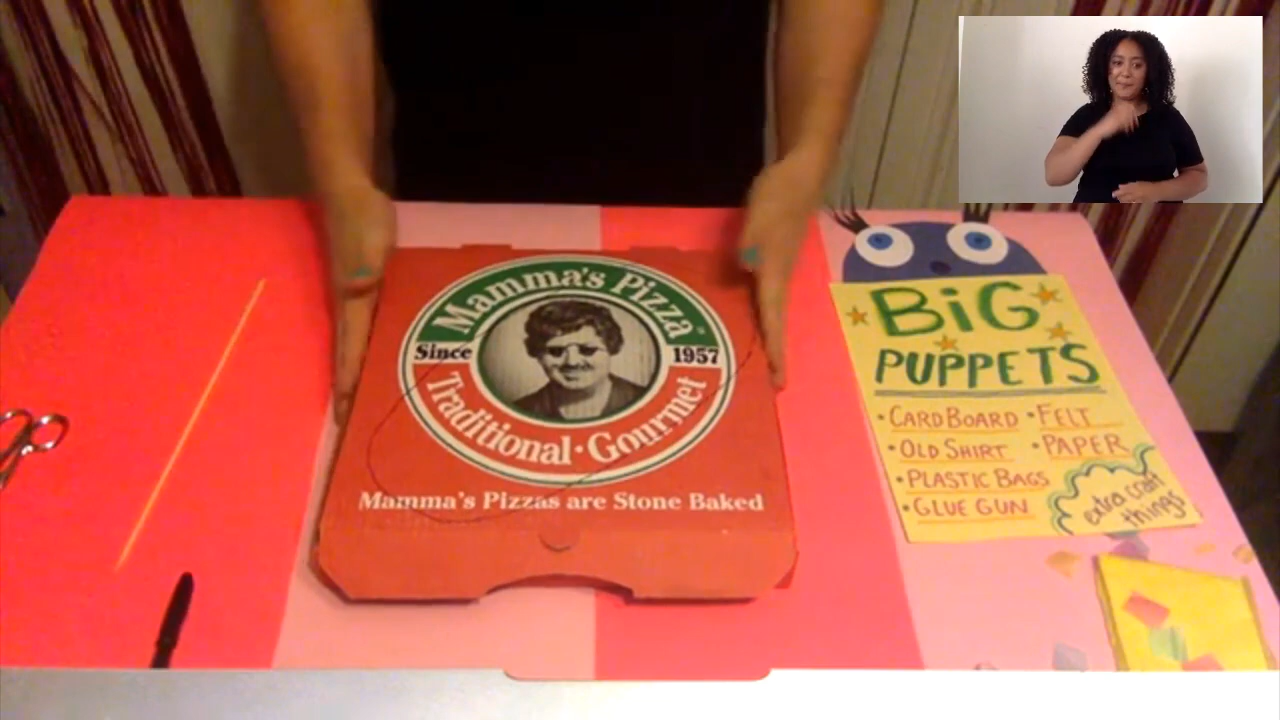 Mamma's Pizza
Since 1957
Traditional · Gourmet
Mamma's Pizzas are Stone Baked
BiG
PUPPETS
• CARDBOARD • FELT
• OLD SHIRT • PAPER
• PLASTIC BAGS
• GLUE GUN
extra craft
things